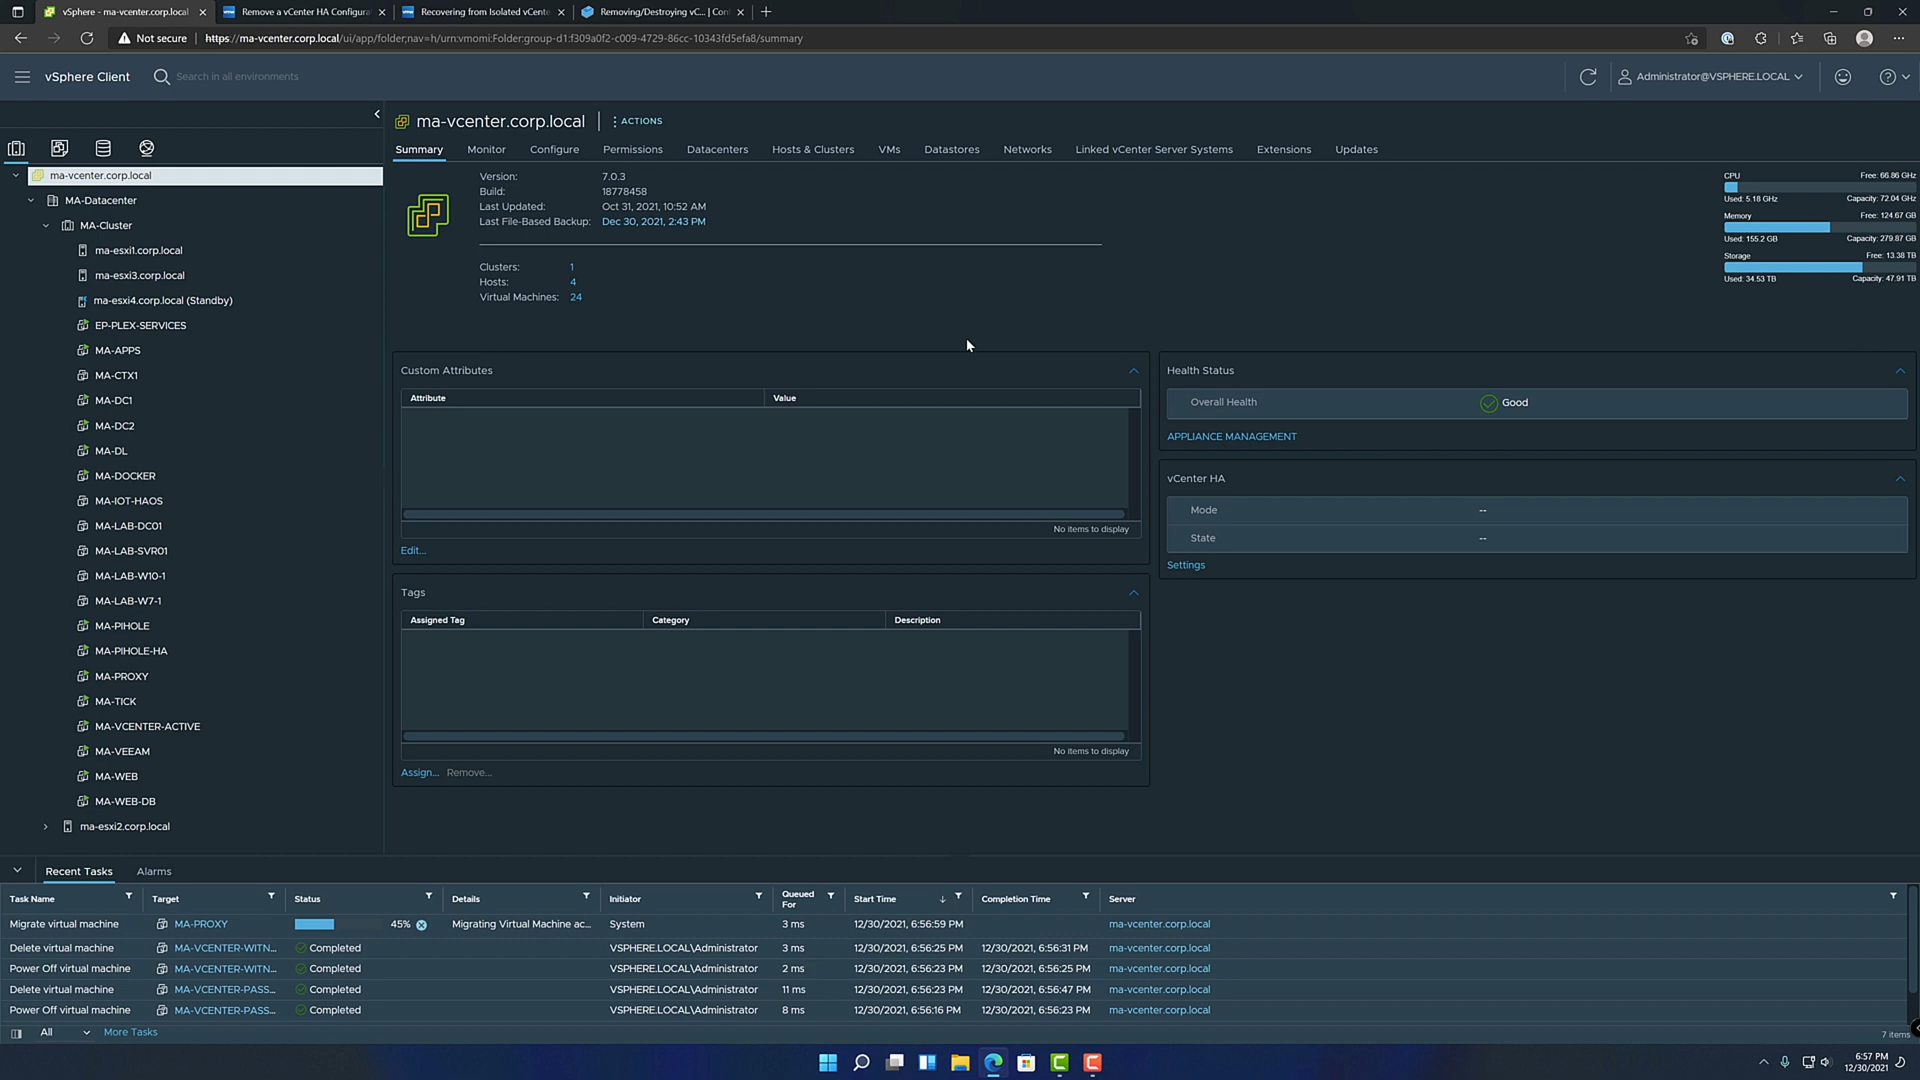 vSphere - ma-vcenter.corp.local
Remove a vCenter HA Configura
Recovering from Isolated vCente
Removing/Destroying vC... | Con
Not secure
https://ma-vcenter.corp.local/ui/app/folder;nav=h/urn:vmomi:Folder:group-d1:f309a0f2-c009-4729-86cc-10343fd5efa8/summary
vSphere Client
Search in all environments
Administrator@VSPHERE.LOCAL
ma-vcenter.corp.local
ACTIONS
Summary
Monitor
Configure
Permissions
Datacenters
Hosts & Clusters
VMs
Datastores
Networks
Linked vCenter Server Systems
Extensions
Updates
ma-vcenter.corp.local
MA-Datacenter
MA-Cluster
ma-esxi1.corp.local
ma-esxi3.corp.local
ma-esxi4.corp.local (Standby)
EP-PLEX-SERVICES
MA-APPS
MA-CTX1
MA-DC1
MA-DC2
MA-DL
MA-DOCKER
MA-IOT-HAOS
MA-LAB-DC01
MA-LAB-SVR01
MA-LAB-W10-1
MA-LAB-W7-1
MA-PIHOLE
MA-PIHOLE-HA
MA-PROXY
MA-TICK
MA-VCENTER-ACTIVE
MA-VEEAM
MA-WEB
MA-WEB-DB
ma-esxi2.corp.local
Version: 7.0.3
Build: 18778458
Last Updated: Oct 31, 2021, 10:52 AM
Last File-Based Backup: Dec 30, 2021, 2:43 PM
Clusters: 1
Hosts: 4
Virtual Machines: 24
CPU Free: 66.86 GHz
Used: 5.18 GHz Capacity: 72.04 GHz
Memory Free: 124.67 GB
Used: 155.2 GB Capacity: 279.87 GB
Storage Free: 13.38 TB
Used: 34.53 TB Capacity: 47.91 TB
Custom Attributes
Attribute Value
No items to display
Edit...
Tags
Assigned Tag Category Description
No items to display
Assign... Remove...
Health Status
Overall Health Good
APPLIANCE MANAGEMENT
vCenter HA
Mode --
State --
Settings
Recent Tasks Alarms
Task Name Target Status Details Initiator Queued For Start Time Completion Time Server
Migrate virtual machine MA-PROXY 45% Migrating Virtual Machine ac... System 3 ms 12/30/2021, 6:56:59 PM ma-vcenter.corp.local
Delete virtual machine MA-VCENTER-WITN... Completed VSPHERE.LOCAL\Administrator 3 ms 12/30/2021, 6:56:25 PM 12/30/2021, 6:56:31 PM ma-vcenter.corp.local
Power Off virtual machine MA-VCENTER-WITN... Completed VSPHERE.LOCAL\Administrator 2 ms 12/30/2021, 6:56:23 PM 12/30/2021, 6:56:25 PM ma-vcenter.corp.local
Delete virtual machine MA-VCENTER-PASS... Completed VSPHERE.LOCAL\Administrator 11 ms 12/30/2021, 6:56:23 PM 12/30/2021, 6:56:47 PM ma-vcenter.corp.local
Power Off virtual machine MA-VCENTER-PASS... Completed VSPHERE.LOCAL\Administrator 8 ms 12/30/2021, 6:56:16 PM 12/30/2021, 6:56:23 PM ma-vcenter.corp.local
All More Tasks
7 items
6:57 PM
12/30/2021